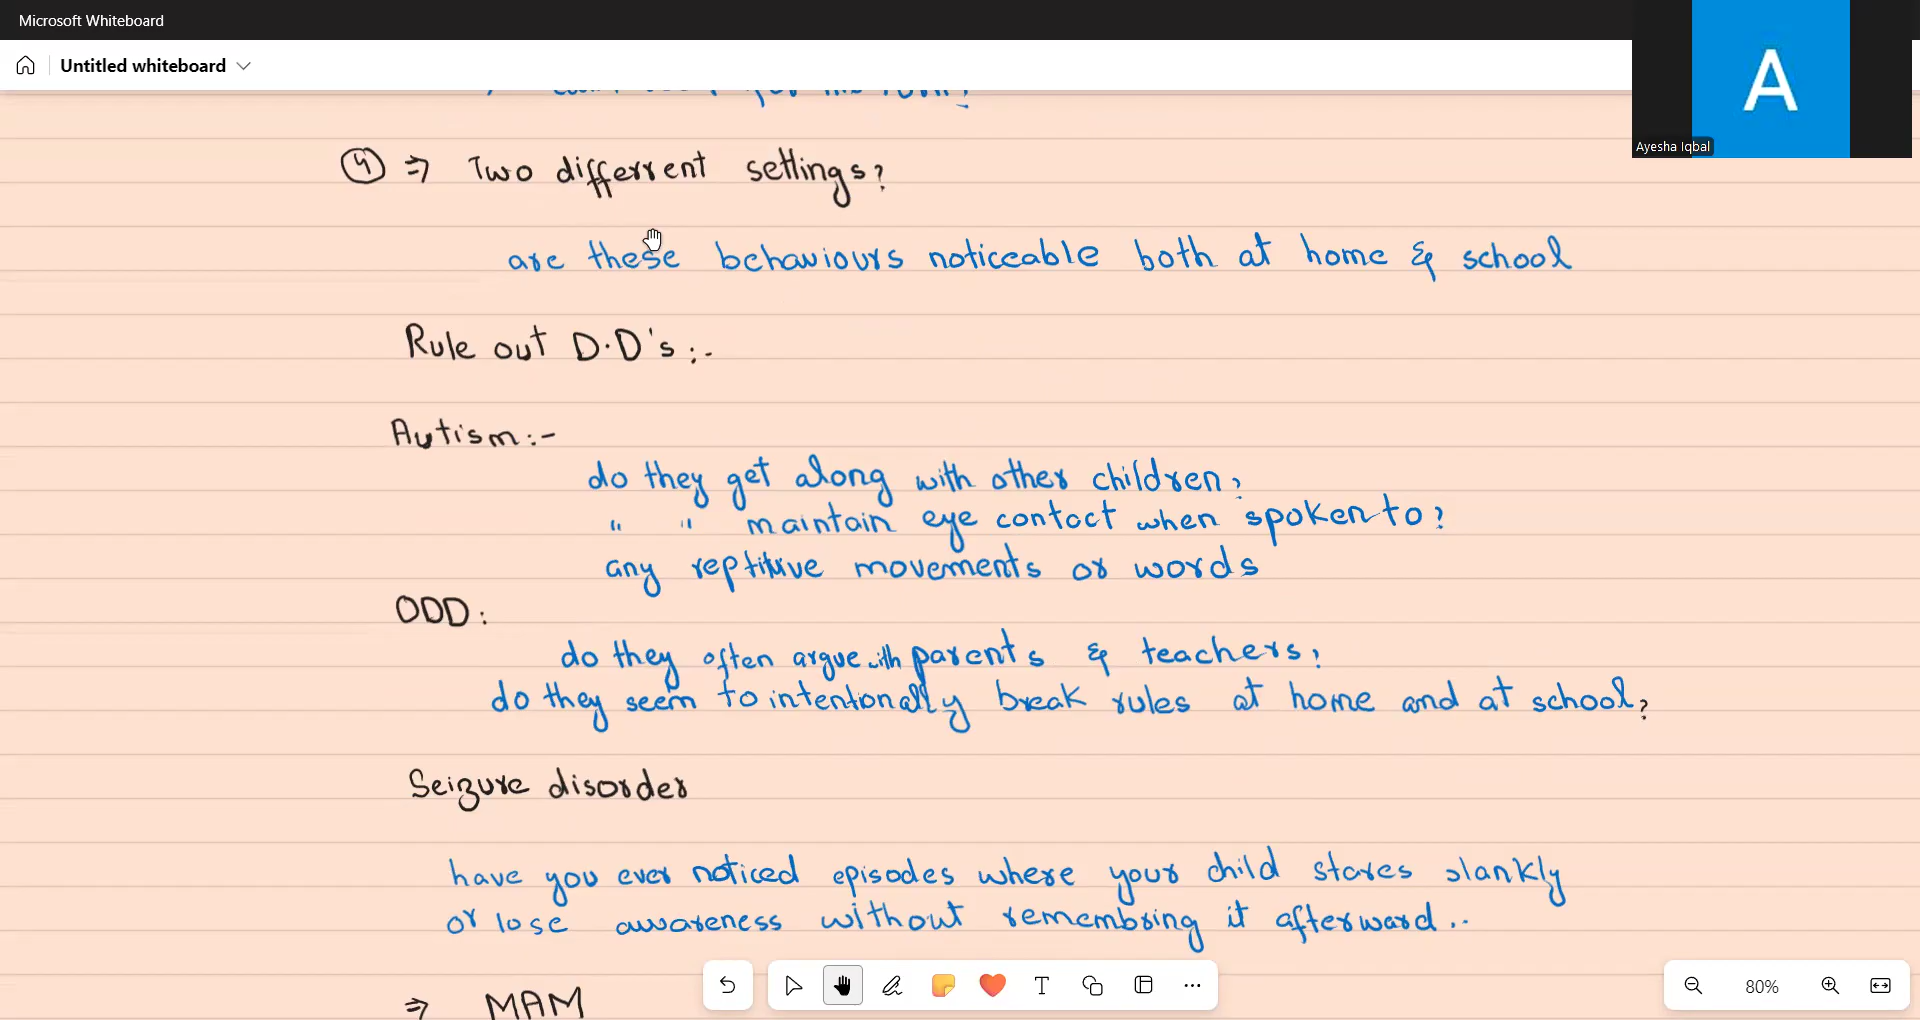 Microsoft Whiteboard
Untitled whiteboard
A
Ayesha Iqbal
④ ⇒ Two different settings?
are these behaviours noticeable both at home & school
Rule out D.D's :-
Autism :-
do they get along with other children?
" " maintain eye contact when spoken to?
any reptitive movements or words
ODD :
do they often argue with parents & teachers?
do they seem to intentionally break rules at home and at school?
Seizure disorder
have you ever noticed episodes where your child stares slankly
or lose awareness without remembring it afterward..
⇒ MAM
80%